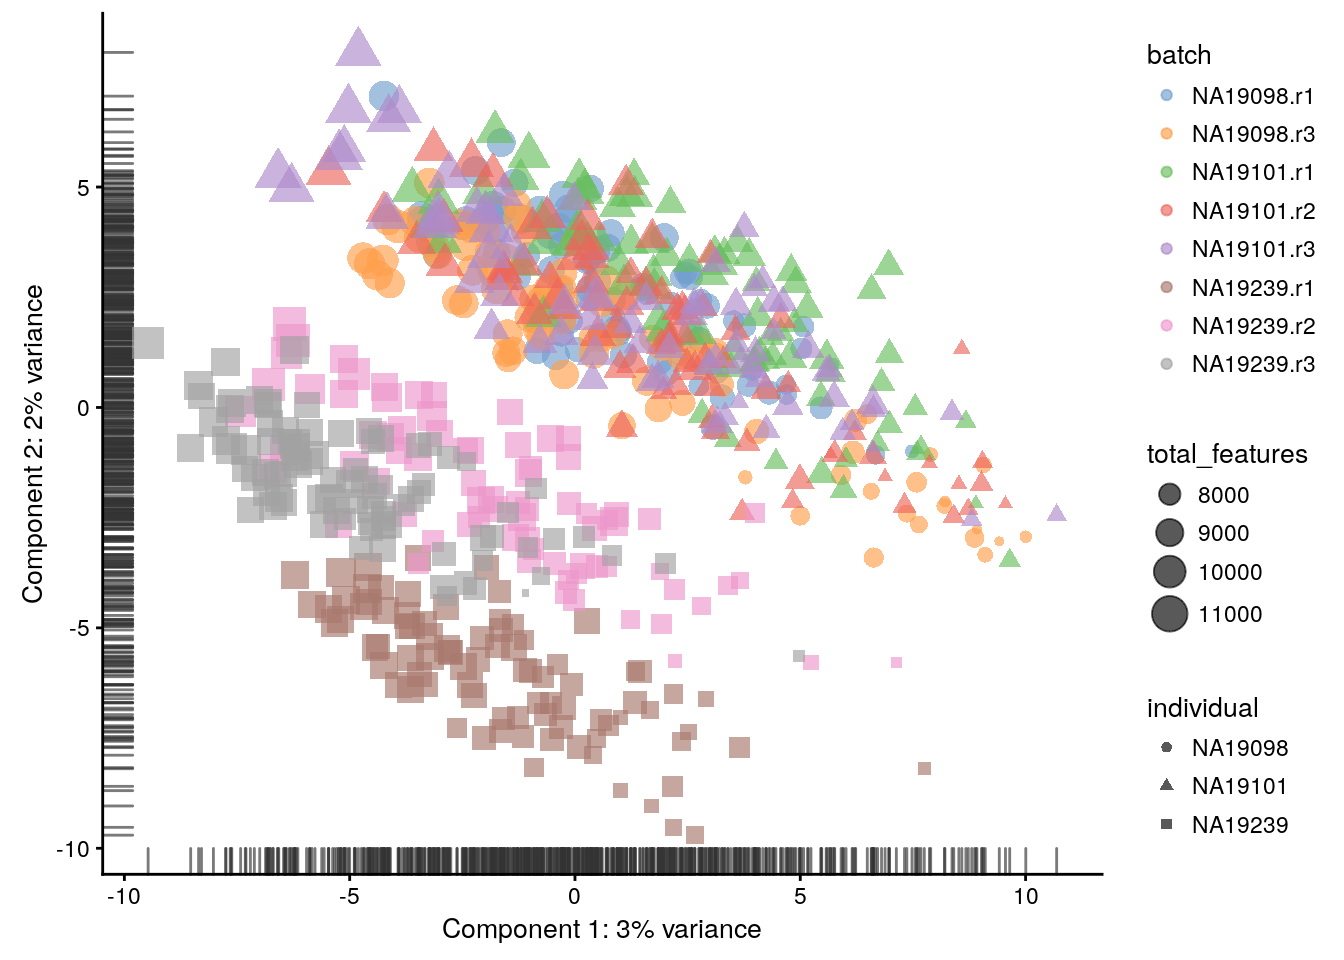 batch
NA19098.r1
NA19098.r3
NA19101.r1
NA19101.r2
NA19101.r3
NA19239.r1
NA19239.r2
NA19239.r3
total_features
8000
9000
10000
11000
individual
NA19098
NA19101
NA19239
Component 2: 2% variance
5
0
-5
-10
-10
-5
0
5
10
Component 1: 3% variance